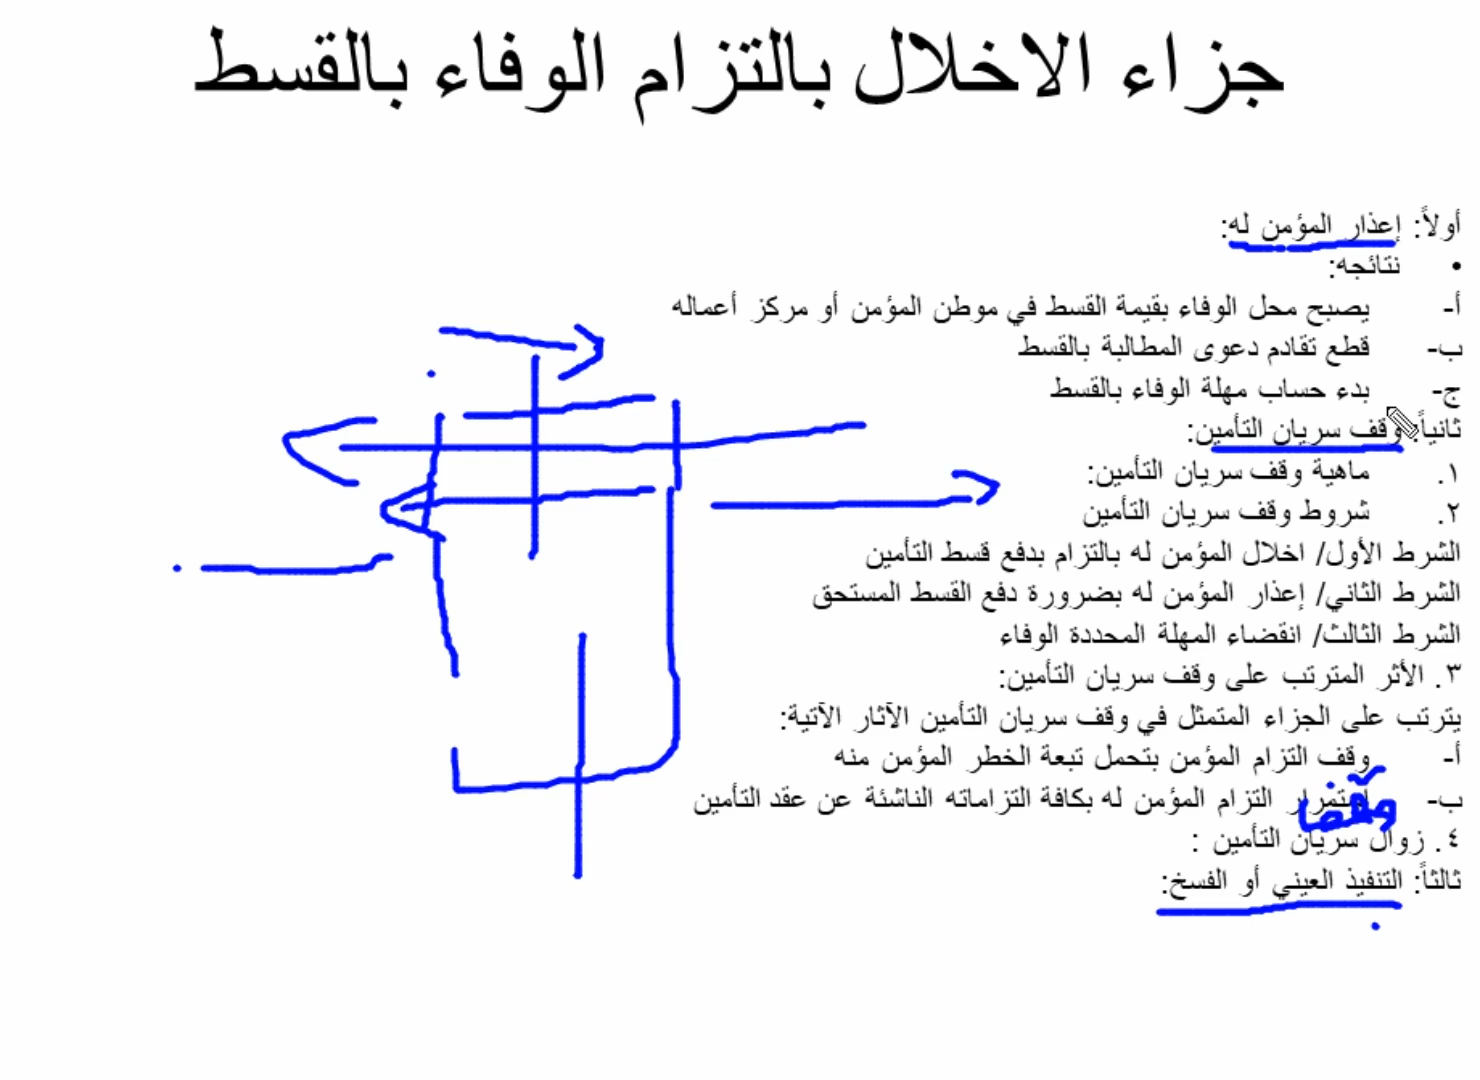 جزاء الاخلال بالتزام الوفاء بالقسط
أولاً: إعذار المؤمن له:
• نتائجه:
أ- يصبح محل الوفاء بقيمة القسط في موطن المؤمن أو مركز أعماله
ب- قطع تقادم دعوى المطالبة بالقسط
ج- بدء حساب مهلة الوفاء بالقسط
ثانياً: وقف سريان التأمين:
١. ماهية وقف سريان التأمين:
٢. شروط وقف سريان التأمين
الشرط الأول/ اخلال المؤمن له بالتزام بدفع قسط التأمين
الشرط الثاني/ إعذار المؤمن له بضرورة دفع القسط المستحق
الشرط الثالث/ انقضاء المهلة المحددة الوفاء
٣. الأثر المترتب على وقف سريان التأمين:
يترتب على الجزاء المتمثل في وقف سريان التأمين الآثار الآتية:
أ- وقف التزام المؤمن بتحمل تبعة الخطر المؤمن منه
ب- استمرار التزام المؤمن له بكافة التزاماته الناشئة عن عقد التأمين
وقف
٤. زوال سريان التأمين :
ثالثاً: التنفيذ العيني أو الفسخ: